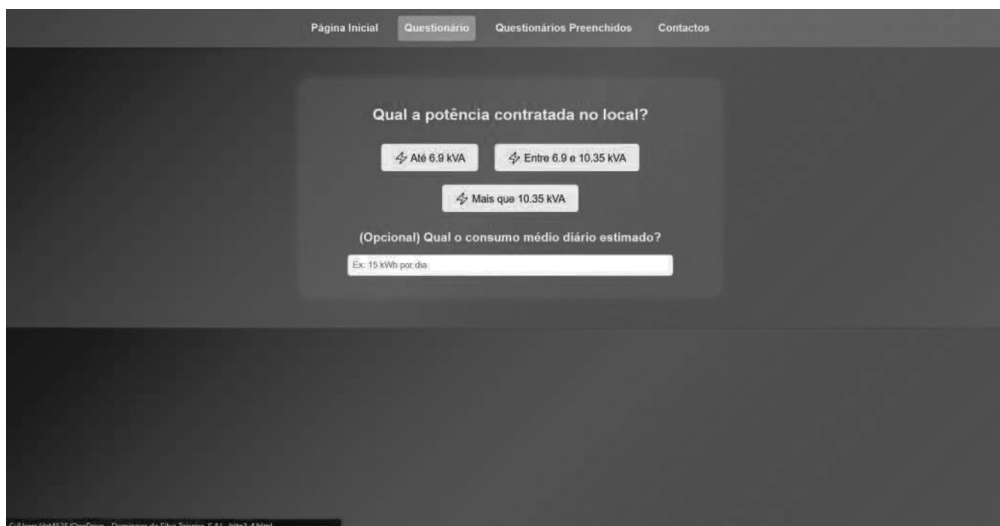 Página Inicial Questionário Questionários Preenchidos Contactos
Qual a potência contratada no local?
Até 6.9 kVA Entre 6.9 e 10.35 kVA
Mais que 10.35 kVA
(Opcional) Qual o consumo médio diário estimado?
Ex: 15 kWh por dia